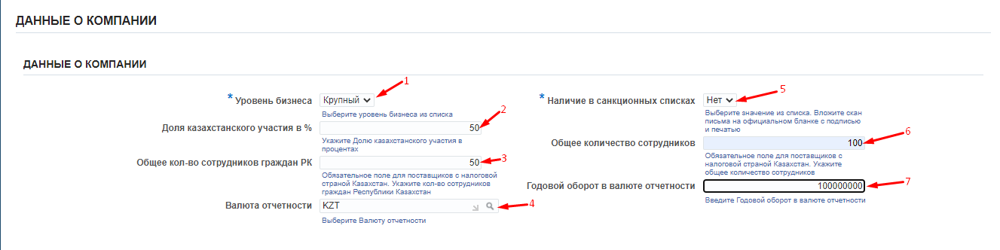 ДАННЫЕ О КОМПАНИИ
ДАННЫЕ О КОМПАНИИ
* Уровень бизнеса Крупный 1
Выберите уровень бизнеса из списка
Доля казахстанского участия в % 50 2
Укажите Долю казахстанского участия в
процентах
Общее кол-во сотрудников граждан РК 50 3
Обязательное поле для поставщиков с налоговой
страной Казахстан. Укажите кол-во сотрудников
граждан Республики Казахстан
Валюта отчетности KZT 4
Выберите Валюту отчетности
* Наличие в санкционных списках Нет 5
Выберите значение из списка. Вложите скан
письма на официальном бланке с подписью
и печатью
Общее количество сотрудников 100 6
Обязательное поле для поставщиков с
налоговой страной Казахстан. Укажите
общее количество сотрудников
Годовой оборот в валюте отчетности 100000000 7
Введите Годовой оборот в валюте отчетности